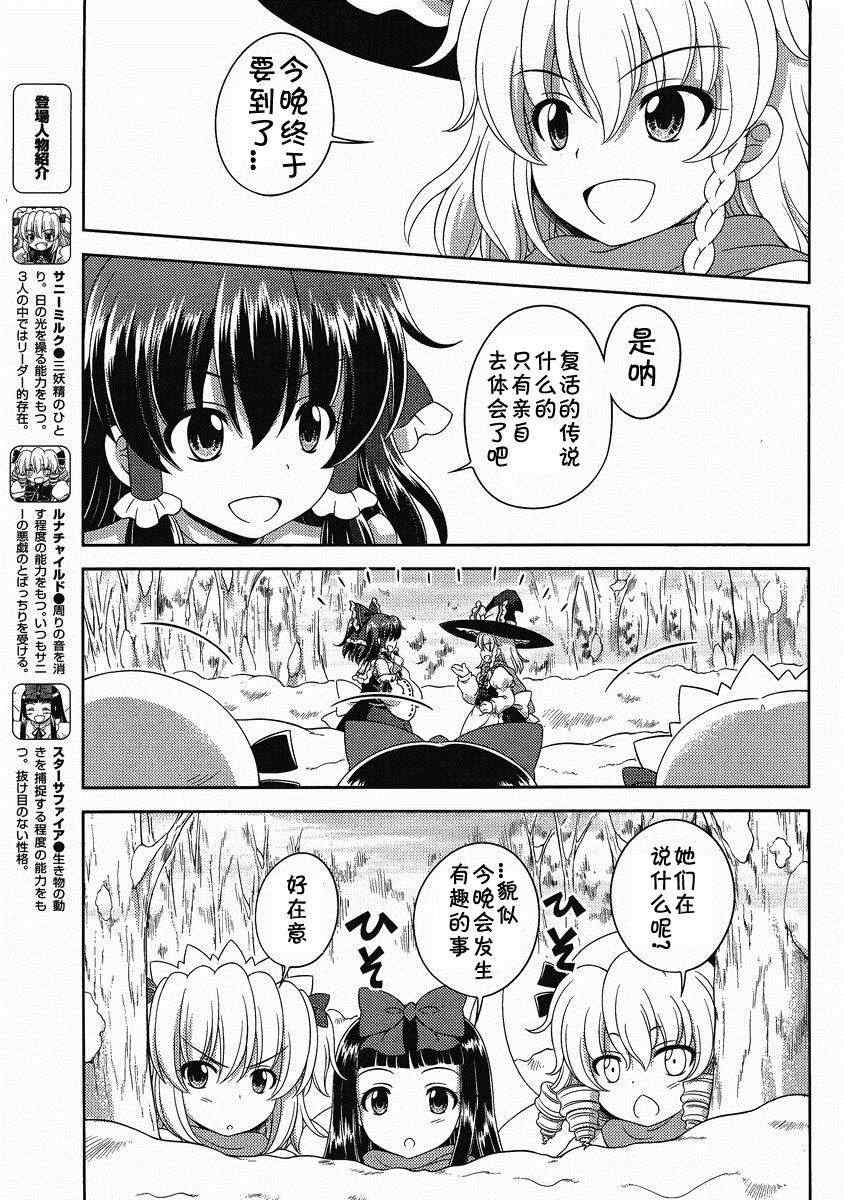 今晚终于
要到了…
是呐
复活的传说
什么的
只有亲自
去体会了吧
她们在
说什么呢?
…貌似
今晚会发生
有趣的事
好在意
ひそ
ひそ
登場人物紹介
サニーミルク●三妖精のひと
り。日の光を操る能力をもつ。
3人の中ではリーダー的存在。
ルナチャイルド●周りの音を消
す程度の能力をもつ。いつもサニ
ーの悪戯のとばっちりを受ける。
スターサファイア●生き物の動
きを捕捉する程度の能力をも
つ。抜け目のない性格。